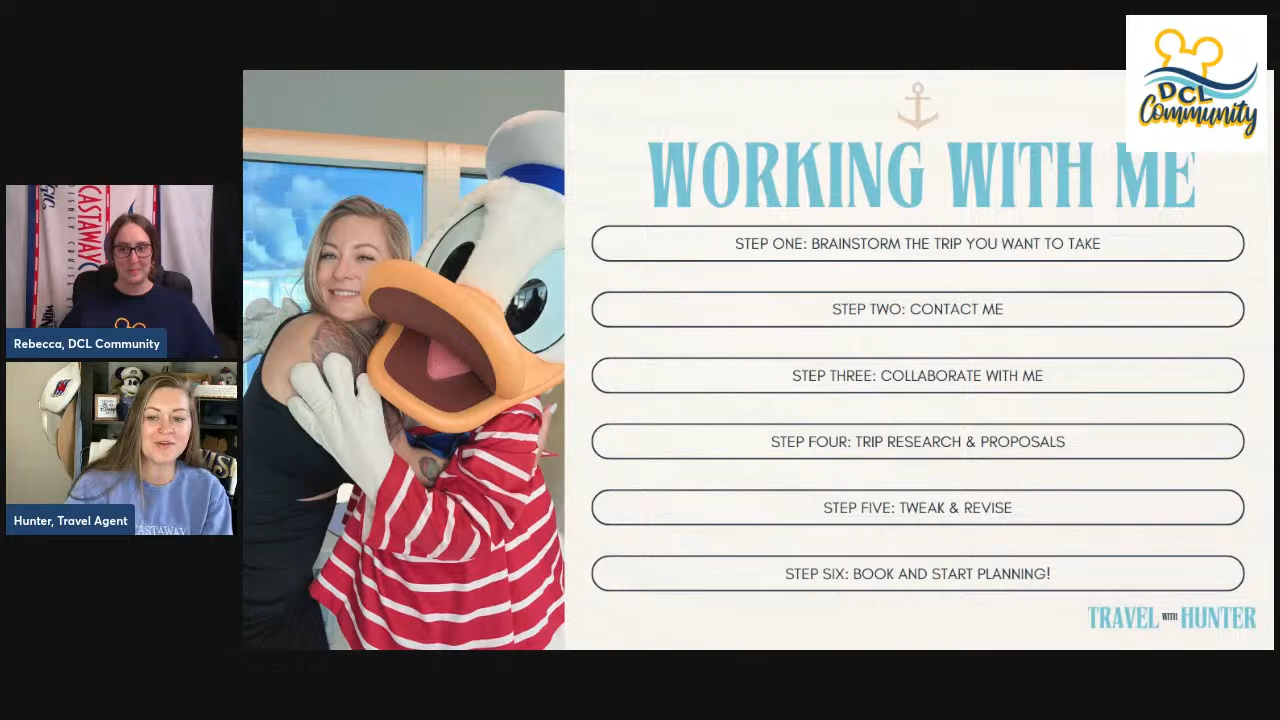 DCL
Community
WORKING WITH ME
STEP ONE: BRAINSTORM THE TRIP YOU WANT TO TAKE
STEP TWO: CONTACT ME
STEP THREE: COLLABORATE WITH ME
STEP FOUR: TRIP RESEARCH & PROPOSALS
STEP FIVE: TWEAK & REVISE
STEP SIX: BOOK AND START PLANNING!
TRAVEL WITH HUNTER
CASTAWAY
Rebecca, DCL Community
CASTAWAY
Hunter, Travel Agent